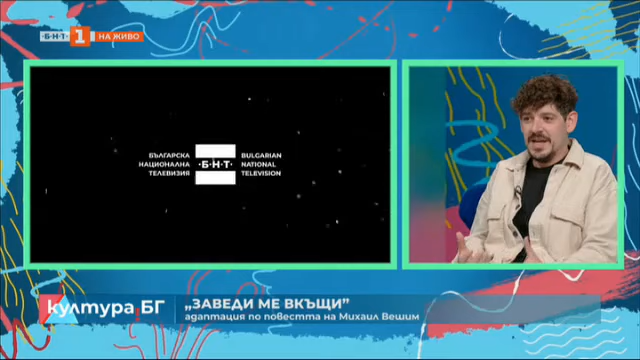 БНТ 1 НА ЖИВО
БЪЛГАРСКА
НАЦИОНАЛНА
ТЕЛЕВИЗИЯ
·Б·Н·Т·
BULGARIAN
NATIONAL
TELEVISION
култура.БГ
„ЗАВЕДИ МЕ ВКЪЩИ”
адаптация по повестта на Михаил Вешим